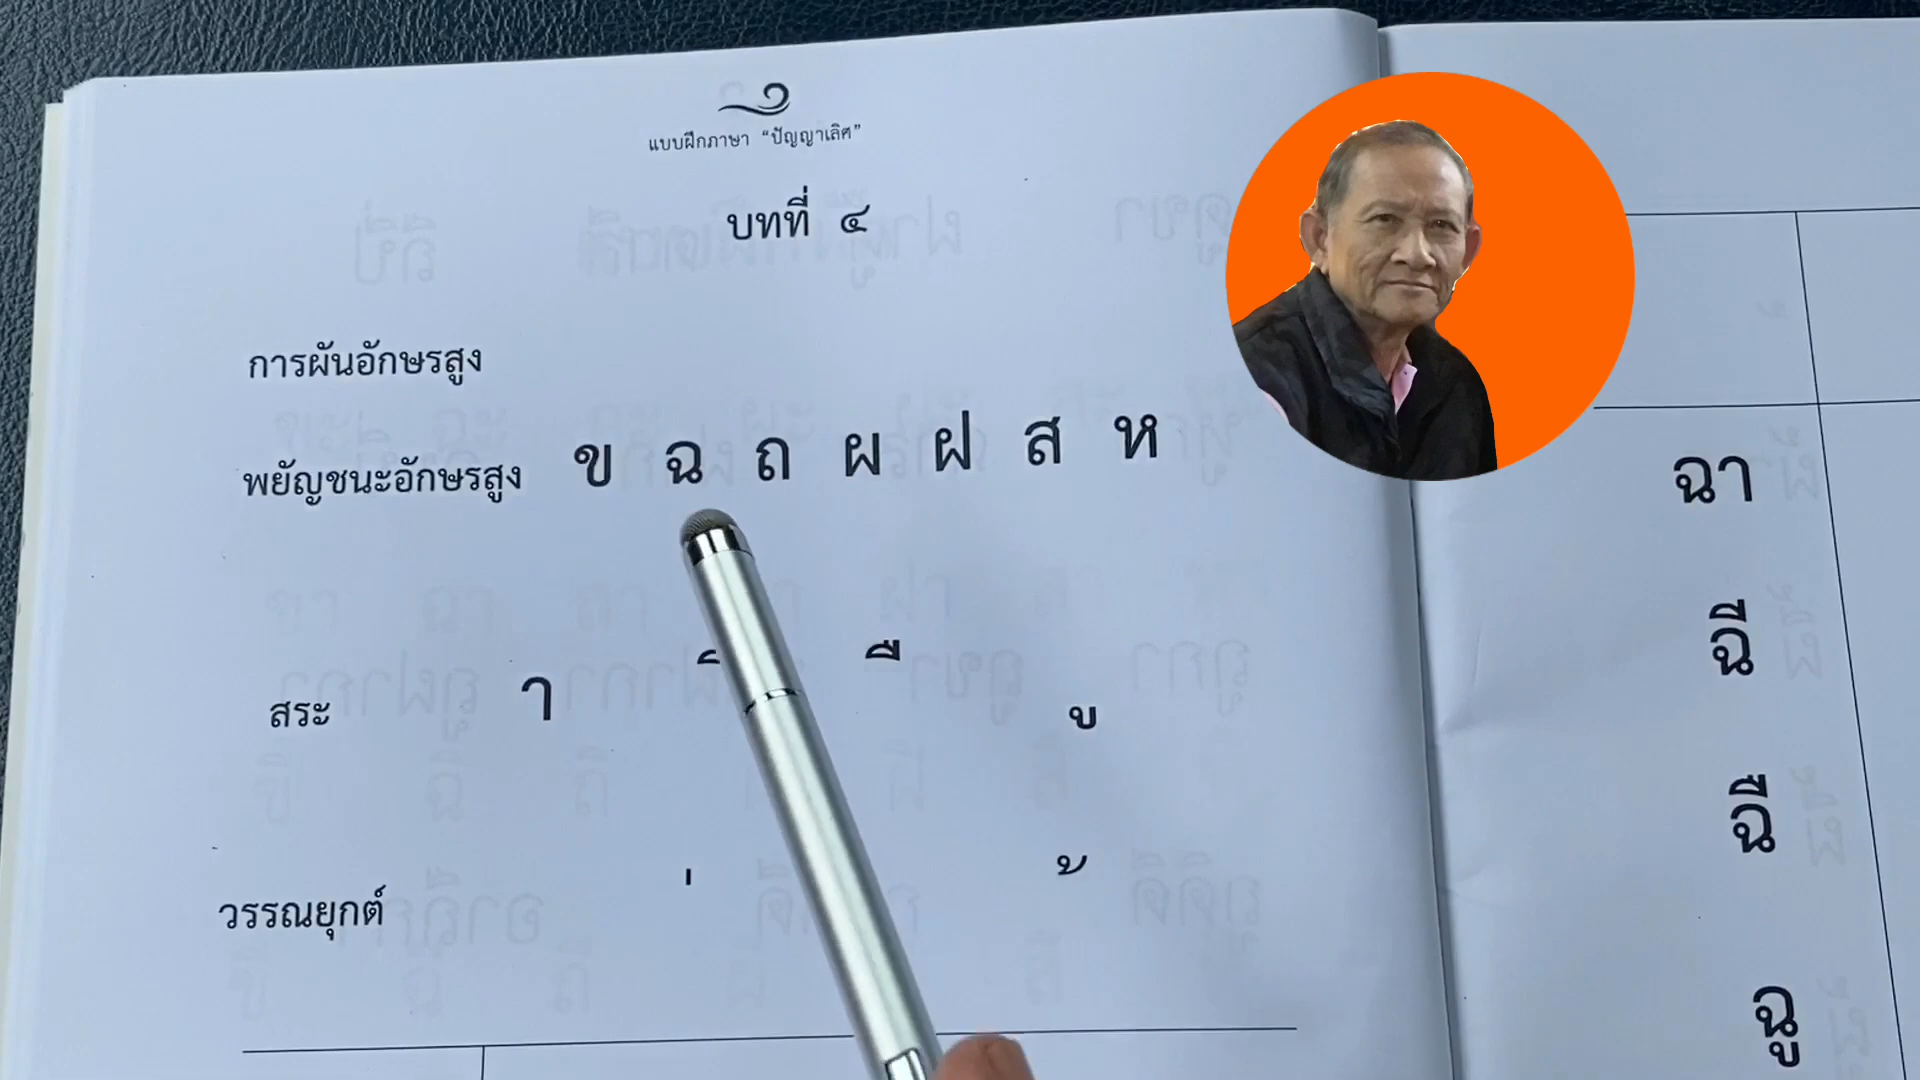 แบบฝึกภาษา “ปัญญาเลิศ”
บทที่ ๔
การผันอักษรสูง
พยัญชนะอักษรสูง ข ฉ ถ ผ ฝ ส ห
สระ า ี ื ู
วรรณยุกต์ ่ ้
ฉา
ฉี
ฉื
ฉู